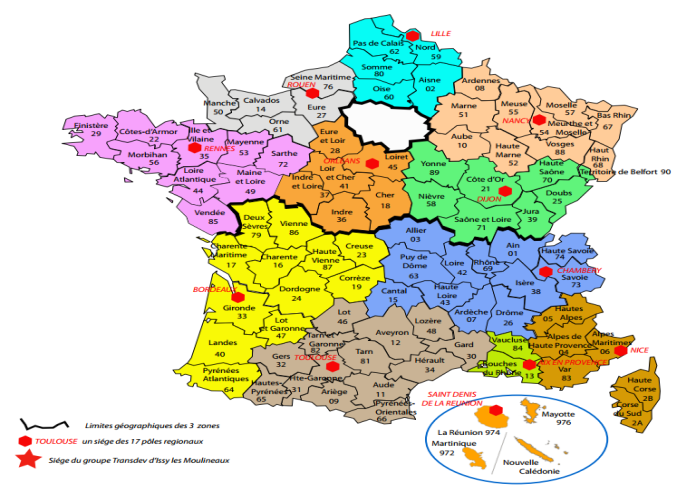 LILLE
Pas de Calais
62
Nord
59
Somme
80
Aisne
02
Oise
60
Seine Maritime
76
ROUEN
Eure
27
Manche
50
Calvados
14
Orne
61
Ardennes
08
Marne
51
Meuse
55
Moselle
57
NANCY
54 Meurthe et
Moselle
Bas Rhin
67
Aube
10
Haute
Marne
52
Vosges
88
Haut
Rhin
68
Territoire de Belfort 90
Finistère
29
Côtes-d'Armor
22
Morbihan
56
Ille et
Vilaine
35
RENNES
Mayenne
53
Sarthe
72
Loire
Atlantique
44
Maine et
Loire
49
Vendée
85
Eure et
Loir
28
ORLEANS
Loiret
45
Loir
et Cher
41
Indre
et Loire
37
Cher
18
Indre
36
Yonne
89
Côte d'Or
21
DIJON
Haute
Saône
70
Doubs
25
Nièvre
58
Saône et Loire
71
Jura
39
Deux
Sèvres
79
Vienne
86
Charente
Maritime
17
Charente
16
Haute
Vienne
87
Creuse
23
Corrèze
19
Dordogne
24
BORDEAUX
Gironde
33
Lot
et Garonne
47
Landes
40
Pyrénées
Atlantiques
64
Allier
03
Puy de
Dôme
63
Loire
42
Rhône
69
Ain
01
Haute Savoie
74
CHAMBERY
Savoie
73
Isère
38
Cantal
15
Haute
Loire
43
Ardèche
07
Drôme
26
Lot
46
Aveyron
12
Lozère
48
Gard
30
Tarn et
Garonne
82
TOULOUSE
Tarn
81
Hérault
34
Gers
32
Hte-Garonne
31
Hautes-
Pyrénées
65
Ariège
09
Aude
11
Pyrénées-
Orientales
66
Hautes
Alpes
05
Vaucluse
84
Alpes de
Haute Provence
04
Alpes
Maritimes
06
NICE
AIX EN PROVENCE
Bouches
du Rhône
13
Var
83
Haute
Corse
2B
Corse
du Sud
2A
SAINT DENIS
DE LA REUNION
La Réunion 974
Mayotte
976
Martinique
972
Nouvelle
Calédonie
Limites géographiques des 3 zones
TOULOUSE un siége des 17 pôles regionaux
Siége du groupe Transdev d'Issy les Moulineaux